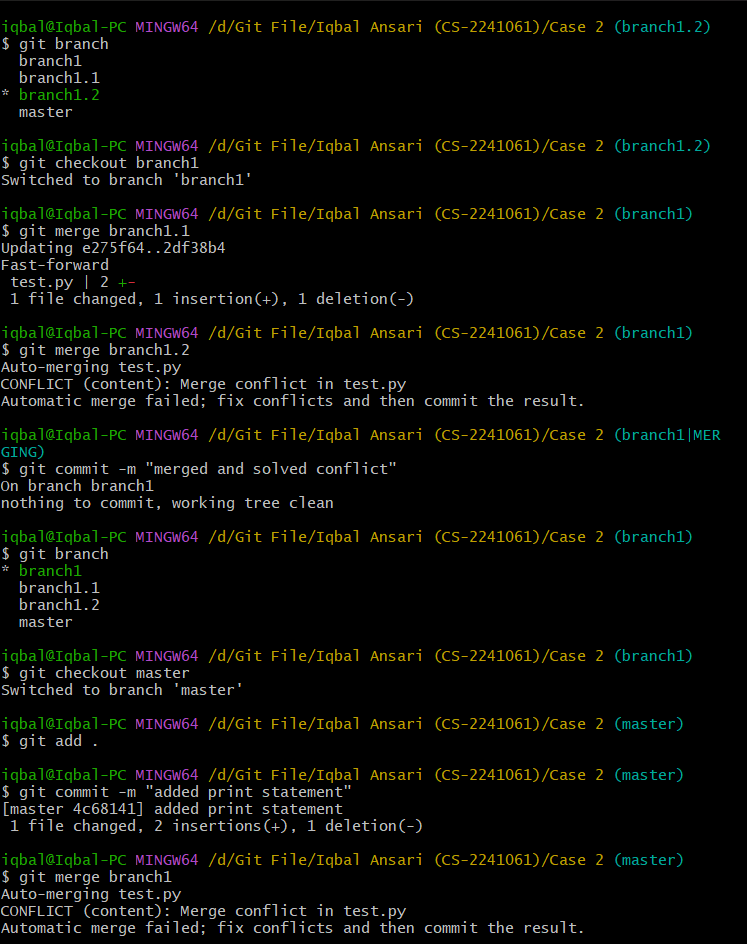 iqbal@Iqbal-PC MINGW64 /d/Git File/Iqbal Ansari (CS-2241061)/Case 2 (branch1.2)
$ git branch
  branch1
  branch1.1
* branch1.2
  master

iqbal@Iqbal-PC MINGW64 /d/Git File/Iqbal Ansari (CS-2241061)/Case 2 (branch1.2)
$ git checkout branch1
Switched to branch 'branch1'

iqbal@Iqbal-PC MINGW64 /d/Git File/Iqbal Ansari (CS-2241061)/Case 2 (branch1)
$ git merge branch1.1
Updating e275f64..2df38b4
Fast-forward
 test.py | 2 +-
 1 file changed, 1 insertion(+), 1 deletion(-)

iqbal@Iqbal-PC MINGW64 /d/Git File/Iqbal Ansari (CS-2241061)/Case 2 (branch1)
$ git merge branch1.2
Auto-merging test.py
CONFLICT (content): Merge conflict in test.py
Automatic merge failed; fix conflicts and then commit the result.

iqbal@Iqbal-PC MINGW64 /d/Git File/Iqbal Ansari (CS-2241061)/Case 2 (branch1|MER
GING)
$ git commit -m "merged and solved conflict"
On branch branch1
nothing to commit, working tree clean

iqbal@Iqbal-PC MINGW64 /d/Git File/Iqbal Ansari (CS-2241061)/Case 2 (branch1)
$ git branch
* branch1
  branch1.1
  branch1.2
  master

iqbal@Iqbal-PC MINGW64 /d/Git File/Iqbal Ansari (CS-2241061)/Case 2 (branch1)
$ git checkout master
Switched to branch 'master'

iqbal@Iqbal-PC MINGW64 /d/Git File/Iqbal Ansari (CS-2241061)/Case 2 (master)
$ git add .

iqbal@Iqbal-PC MINGW64 /d/Git File/Iqbal Ansari (CS-2241061)/Case 2 (master)
$ git commit -m "added print statement"
[master 4c68141] added print statement
 1 file changed, 2 insertions(+), 1 deletion(-)

iqbal@Iqbal-PC MINGW64 /d/Git File/Iqbal Ansari (CS-2241061)/Case 2 (master)
$ git merge branch1
Auto-merging test.py
CONFLICT (content): Merge conflict in test.py
Automatic merge failed; fix conflicts and then commit the result.